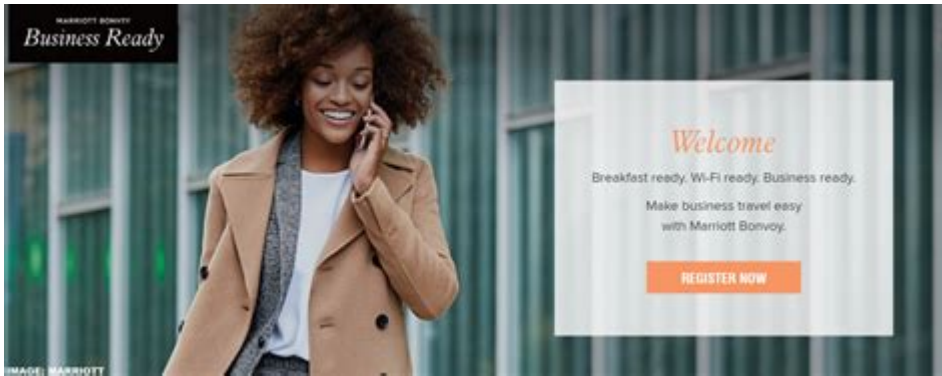 MARRIOTT BONVOY
Business Ready
Welcome
Breakfast ready. Wi-Fi ready. Business ready.
Make business travel easy
with Marriott Bonvoy.
REGISTER NOW
IMAGE: MARRIOTT